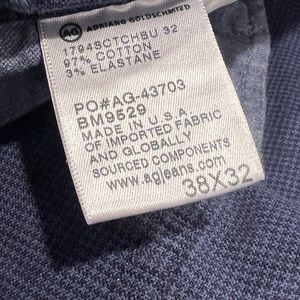 AG ADRIANO GOLDSCHMIED
1794SCTCHBU 32
97% COTTON
3% ELASTANE
PO#AG-43703
BM9529
MADE IN U.S.A
OF IMPORTED FABRIC
AND GLOBALLY
SOURCED COMPONENTS
www.agjeans.com
38X32